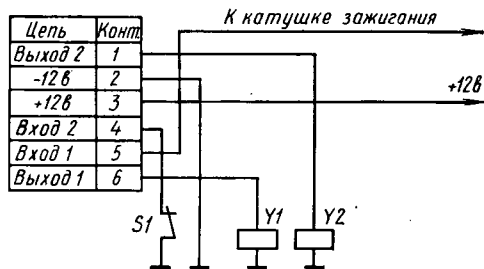 К катушке зажигания
Цепь Конт.
Выход 2 1
-12в 2
+12в 3
+12в
Вход 2 4
Вход 1 5
Выход 1 6
S1 Y1 Y2